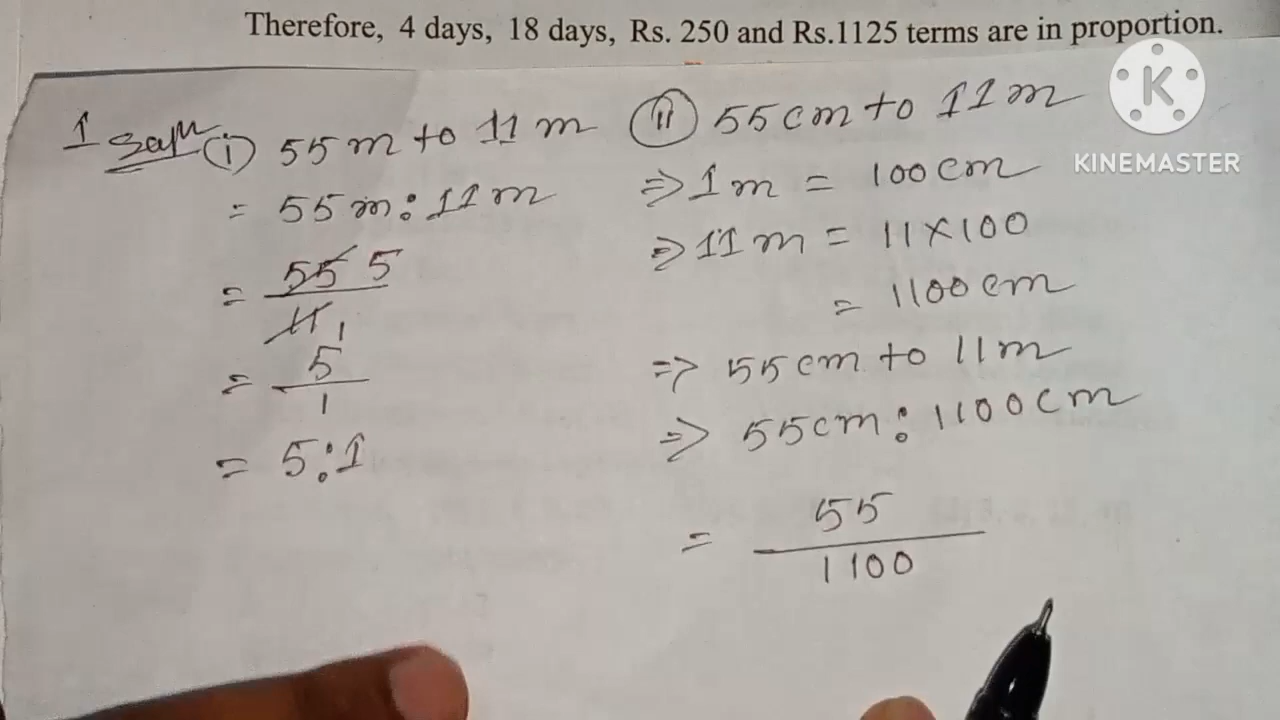 Therefore, 4 days, 18 days, Rs. 250 and Rs.1125 terms are in proportion.
1 (i) 55 m to 11 m
= 55 m : 11 m
= 55 5
11 1
= 5
1
= 5:1
(ii) 55 cm to 11 m
⇒ 1 m = 100 cm
⇒ 11 m = 11 × 100
= 1100 cm
⇒ 55 cm to 11 m
⇒ 55 cm : 1100 cm
= 55
1100
K
KINEMASTER